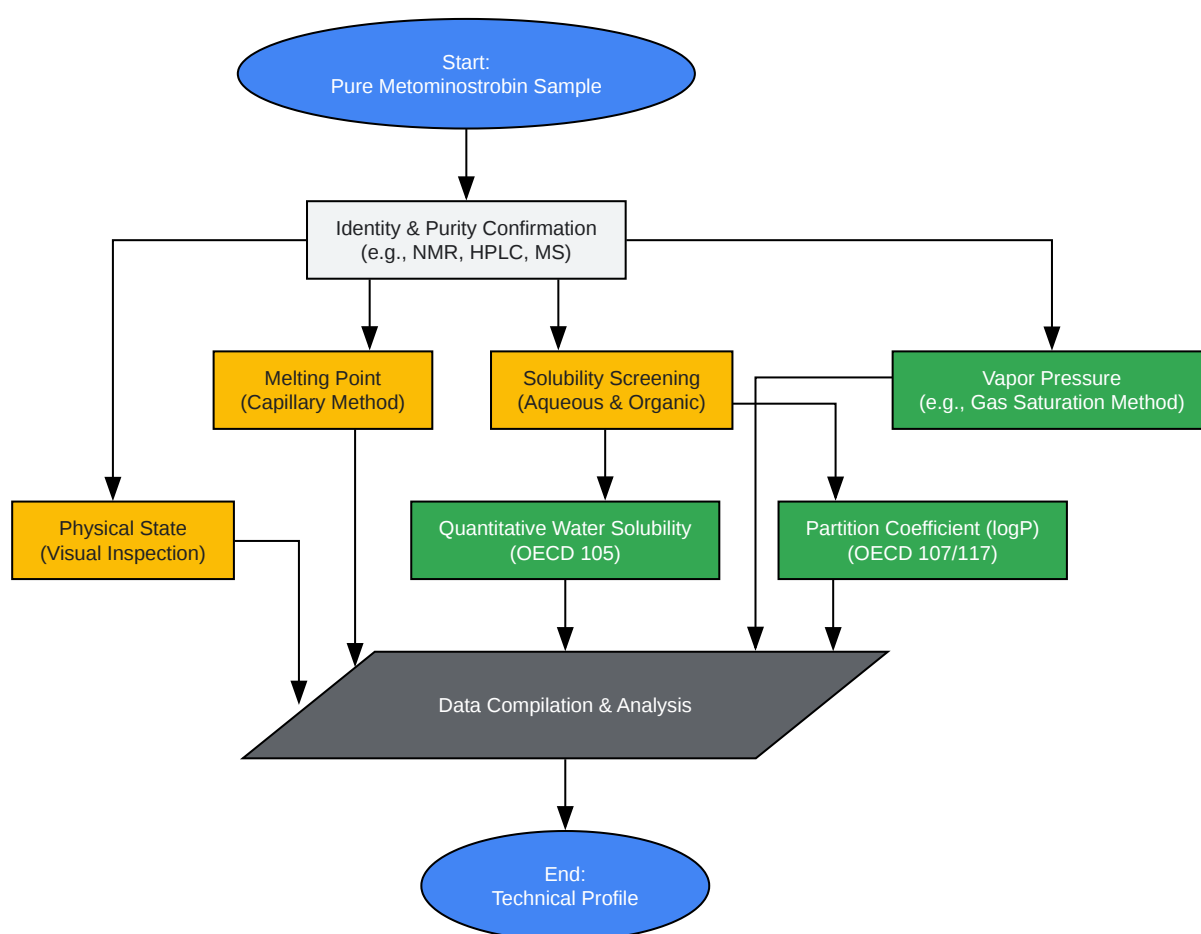 Start:
Pure Metominostrobin Sample
Identity & Purity Confirmation
(e.g., NMR, HPLC, MS)
Melting Point
(Capillary Method)
Solubility Screening
(Aqueous & Organic)
Vapor Pressure
(e.g., Gas Saturation Method)
Physical State
(Visual Inspection)
Quantitative Water Solubility
(OECD 105)
Partition Coefficient (logP)
(OECD 107/117)
Data Compilation & Analysis
End:
Technical Profile